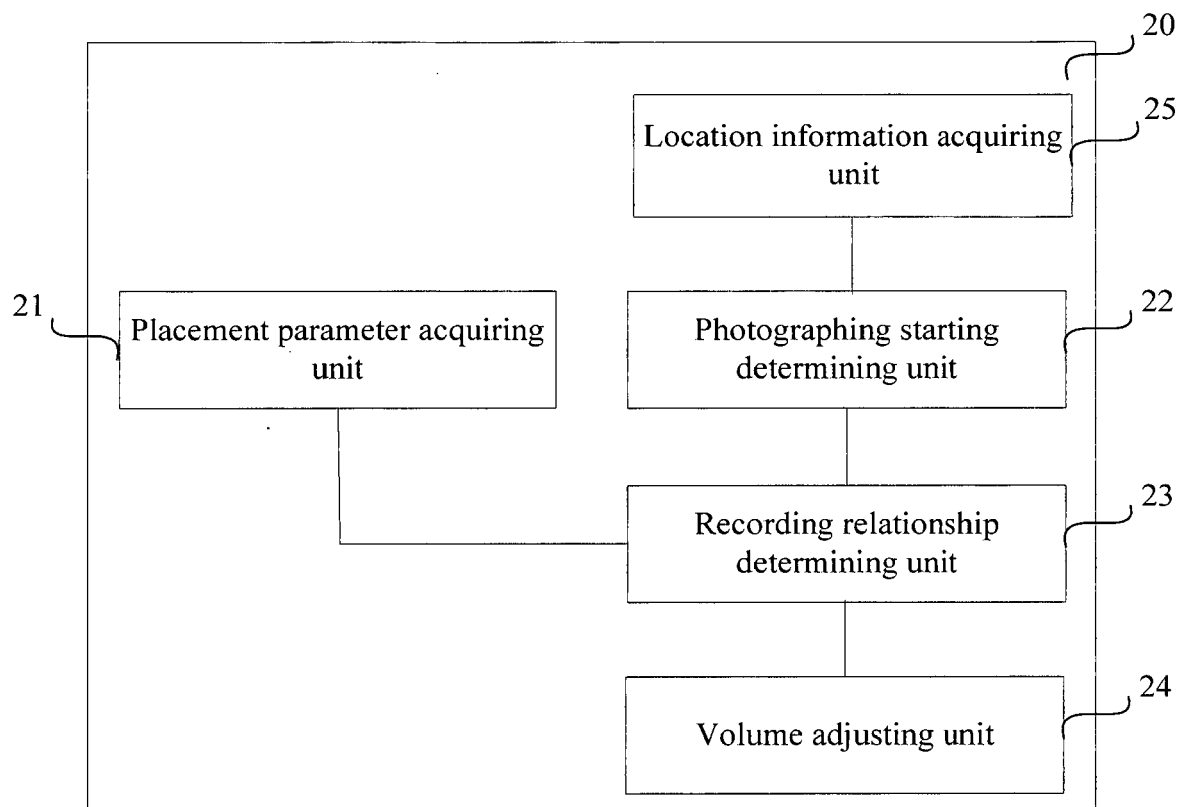 20
Location information acquiring
unit
25
21
Placement parameter acquiring
unit
Photographing starting
determining unit
22
Recording relationship
determining unit
23
Volume adjusting unit
24